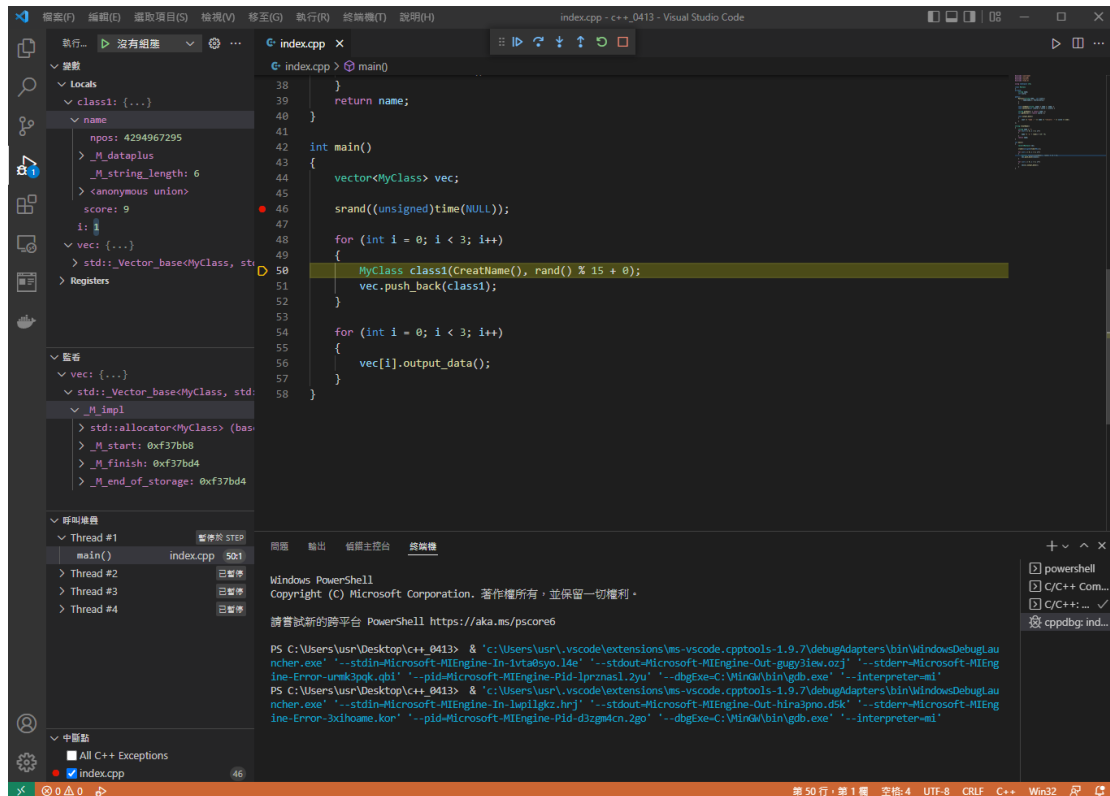 檔案(F) 編輯(E) 選取項目(S) 檢視(V) 移至(G) 執行(R) 終端機(T) 說明(H) index.cpp - c++_0413 - Visual Studio Code
執行... 沒有組態
變數
Locals
class1: {...}
name
npos: 4294967295
_M_dataplus
_M_string_length: 6
<anonymous union>
score: 9
i: 1
vec: {...}
std::_Vector_base<MyClass, st
Registers
監看
vec: {...}
std::_Vector_base<MyClass, std:
_M_impl
std::allocator<MyClass> (bas
_M_start: 0xf37bb8
_M_finish: 0xf37bd4
_M_end_of_storage: 0xf37bd4
呼叫堆疊
Thread #1 暫停於 STEP
main() index.cpp 50:1
Thread #2 已暫停
Thread #3 已暫停
Thread #4 已暫停
中斷點
All C++ Exceptions
index.cpp 46
index.cpp
index.cpp > main()
38 }
39 return name;
40 }
41
42 int main()
43 {
44 vector<MyClass> vec;
45
46 srand((unsigned)time(NULL));
47
48 for (int i = 0; i < 3; i++)
49 {
50 MyClass class1(CreatName(), rand() % 15 + 0);
51 vec.push_back(class1);
52 }
53
54 for (int i = 0; i < 3; i++)
55 {
56 vec[i].output_data();
57 }
58 }
問題 輸出 偵錯主控台 終端機
Windows PowerShell
Copyright (C) Microsoft Corporation. 著作權所有，並保留一切權利。
請嘗試新的跨平台 PowerShell https://aka.ms/pscore6
PS C:\Users\usr\Desktop\c++_0413> & 'c:\Users\usr\.vscode\extensions\ms-vscode.cpptools-1.9.7\debugAdapters\bin\WindowsDebugLau
ncher.exe' '--stdin=Microsoft-MIEngine-In-1vta0syo.l4e' '--stdout=Microsoft-MIEngine-Out-gugy3iew.ozj' '--stderr=Microsoft-MIEng
ine-Error-urmk3pqk.qbi' '--pid=Microsoft-MIEngine-Pid-lprznasl.2yu' '--dbgExe=C:\MinGW\bin\gdb.exe' '--interpreter=mi'
PS C:\Users\usr\Desktop\c++_0413> & 'c:\Users\usr\.vscode\extensions\ms-vscode.cpptools-1.9.7\debugAdapters\bin\WindowsDebugLau
ncher.exe' '--stdin=Microsoft-MIEngine-In-lwpilgkz.hrj' '--stdout=Microsoft-MIEngine-Out-hira3pno.d5k' '--stderr=Microsoft-MIEng
ine-Error-3xihoame.kor' '--pid=Microsoft-MIEngine-Pid-d3zgm4cn.2go' '--dbgExe=C:\MinGW\bin\gdb.exe' '--interpreter=mi'
powershell
C/C++ Com...
C/C++: ...
cppdbg: ind...
0 0 第 50 行，第 1 欄 空格: 4 UTF-8 CRLF C++ Win32